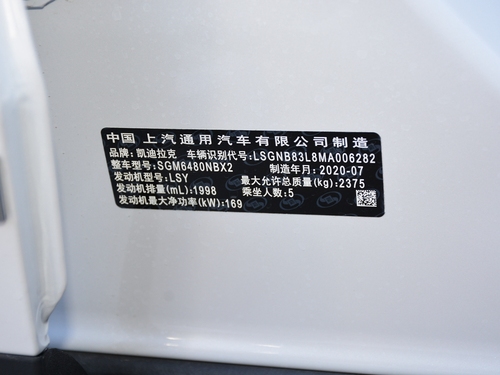 中国 上汽通用汽车有限公司制造
品牌:凯迪拉克 车辆识别代号:LSGNB83L8MA006282
整车型号:SGM6480NBX2 制造年月:2020-07
发动机型号:LSY 最大允许总质量(kg):2375
发动机排量(mL):1998 乘坐人数:5
发动机最大净功率(kW):169